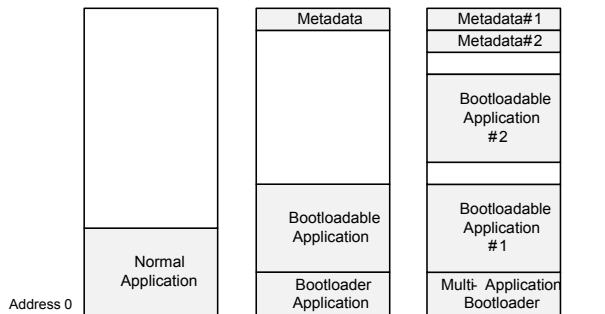 Metadata
Metadata#1
Metadata#2
Bootloadable
Application
#2
Bootloadable
Application
Bootloadable
Application
#1
Normal
Application
Bootloader
Application
Multi- Application
Bootloader
Address 0